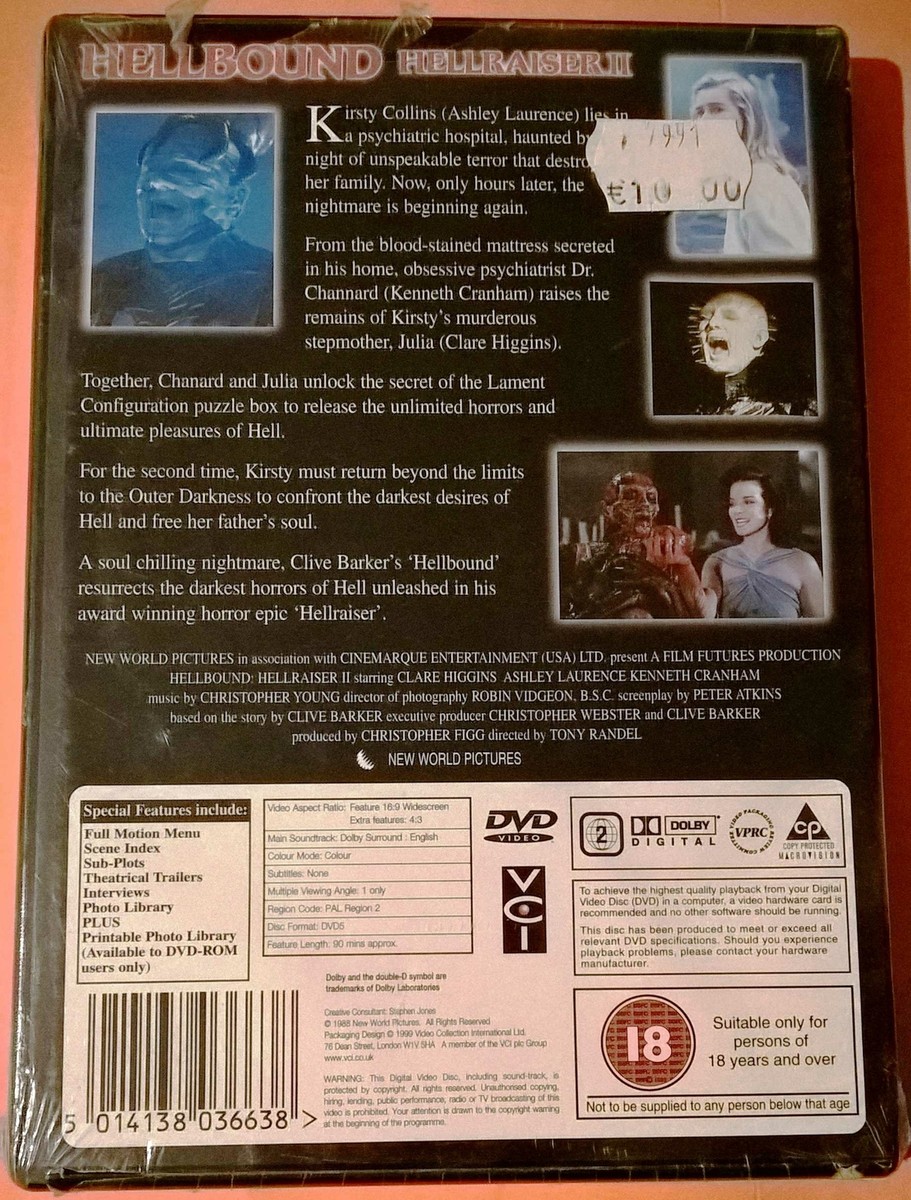 HELLBOUND HELLRAISER II
Kirsty Collins (Ashley Laurence) lies in
a psychiatric hospital, haunted
night of unspeakable terror that
her family. Now, only hours later, the
nightmare is beginning again.
€10 00
From the blood-stained mattress secreted
in his home, obsessive psychiatrist Dr.
Channard (Kenneth Cranham) raises the
remains of Kirsty's murderous
stepmother, Julia (Clare Higgins).
Together, Chanard and Julia unlock the secret of the Lament
Configuration puzzle box to release the unlimited horrors and
ultimate pleasures of Hell.
For the second time, Kirsty must return beyond the limits
to the Outer Darkness to confront the darkest desires of
Hell and free her father's soul.
A soul chilling nightmare, Clive Barker's 'Hellbound'
resurrects the darkest horrors of Hell unleashed in his
award winning horror epic 'Hellraiser'.
NEW WORLD PICTURES in association with CINEMARQUE ENTERTAINMENT (USA) LTD. present A FILM FUTURES PRODUCTION
HELLBOUND: HELLRAISER II starring CLARE HIGGINS ASHLEY LAURENCE KENNETH CRANHAM
music by CHRISTOPHER YOUNG director of photography ROBIN VIDGEON, B.S.C. screenplay by PETER ATKINS
based on the story by CLIVE BARKER executive producer CHRISTOPHER WEBSTER and CLIVE BARKER
produced by CHRISTOPHER FIGG directed by TONY RANDEL
NEW WORLD PICTURES
Special Features include:
Full Motion Menu
Scene Index
Sub-Plots
Theatrical Trailers
Interviews
Photo Library
PLUS
Printable Photo Library
(Available to DVD-ROM
users only)
Video Aspect Ratio: Feature 16:9 Widescreen
Extra features: 4:3
Main Soundtrack: Dolby Surround : English
Colour Mode: Colour
Subtitles: None
Multiple Viewing Angle: 1 only
Region Code: PAL Region 2
Disc Format: DVD5
Feature Length: 90 mins approx.
DVD
VIDEO
VCI
2
DOLBY
DIGITAL
VIDEO PACKAGING REVIEW COMMITTEE
VPRC
CP
COPY PROTECTED
MACROVISION
To achieve the highest quality playback from your Digital
Video Disc (DVD) in a computer, a video hardware card is
recommended and no other software should be running.
This disc has been produced to meet or exceed all
relevant DVD specifications. Should you experience
playback problems, please contact your hardware
manufacturer.
Dolby and the double-D symbol are
trademarks of Dolby Laboratories
Creative Consultant: Stephen Jones
© 1988 New World Pictures. All Rights Reserved
Packaging Design © 1999 Video Collection International Ltd.
76 Dean Street, London W1V 5HA A member of the VCI plc Group
www.vci.co.uk
WARNING: This Digital Video Disc, including sound-track, is
protected by copyright. All rights reserved. Unauthorised copying,
hiring, lending, public performance, radio or TV broadcasting of this
video is prohibited. Your attention is drawn to the copyright warning
at the beginning of the programme.
18
Suitable only for
persons of
18 years and over
Not to be supplied to any person below that age
5 014138 036638 >